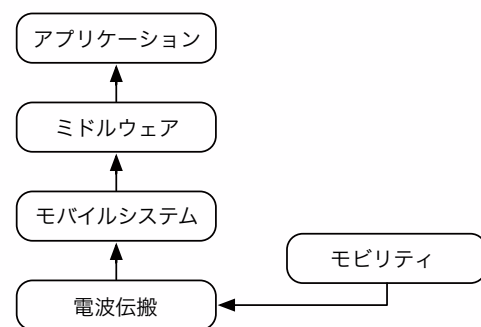 アプリケーション
ミドルウェア
モバイルシステム
モビリティ
電波伝搬